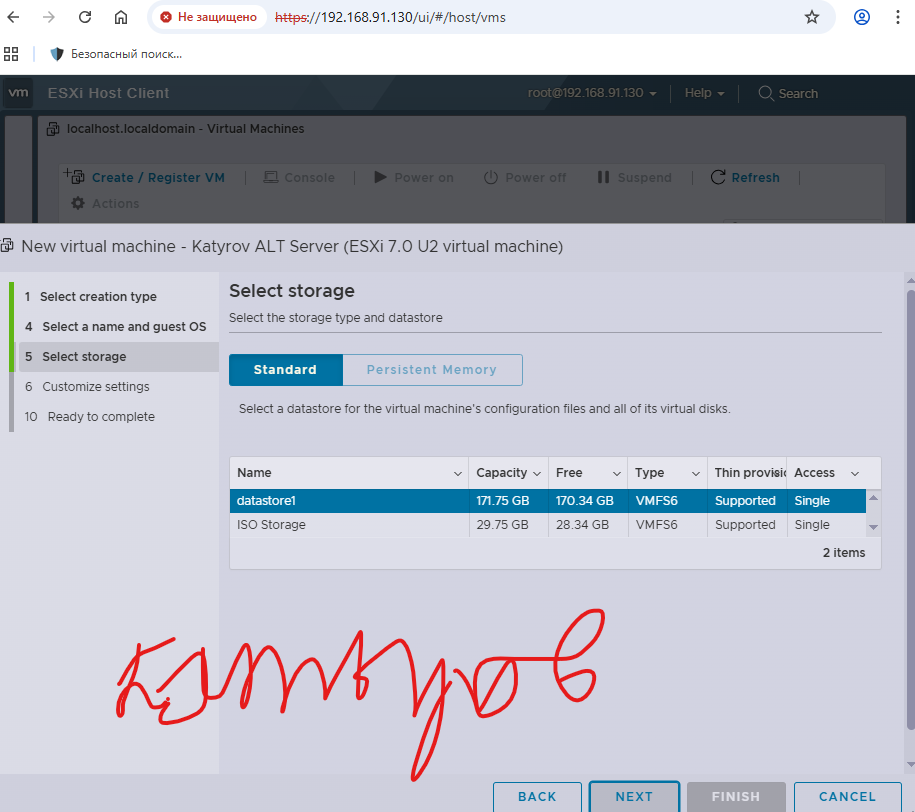 Не защищено
https://192.168.91.130/ui/#/host/vms
Безопасный поиск...
vm ESXi Host Client
root@192.168.91.130
Help
Search
localhost.localdomain - Virtual Machines
Create / Register VM
Console
Power on
Power off
Suspend
Refresh
Actions
New virtual machine - Katyrov ALT Server (ESXi 7.0 U2 virtual machine)
1 Select creation type
4 Select a name and guest OS
5 Select storage
6 Customize settings
10 Ready to complete
Select storage
Select the storage type and datastore
Standard
Persistent Memory
Select a datastore for the virtual machine's configuration files and all of its virtual disks.
Name Capacity Free Type Thin provisic Access
datastore1 171.75 GB 170.34 GB VMFS6 Supported Single
ISO Storage 29.75 GB 28.34 GB VMFS6 Supported Single
2 items
Катыров
BACK
NEXT
FINISH
CANCEL